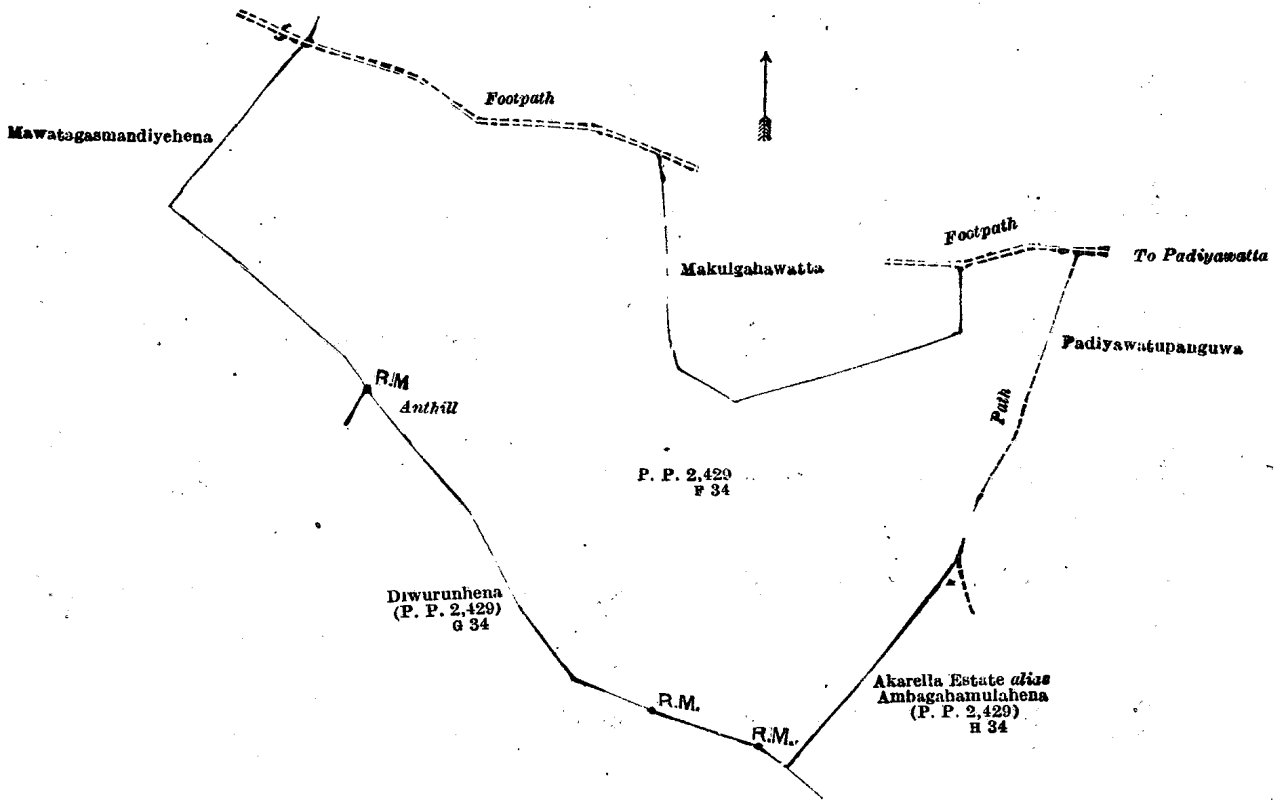 Footpath
Mawatagasmandiyehena
Footpath
To Padiyawatta
Makulgahawatta
Padiyawatupanguwa
R.M
Anthill
Path
P. P. 2,429
F 34
Diwurunhena
(P. P. 2,429)
G 34
Akarella Estate alias
Ambagahamulahena
(P. P. 2,429)
H 34
R.M.
R.M.